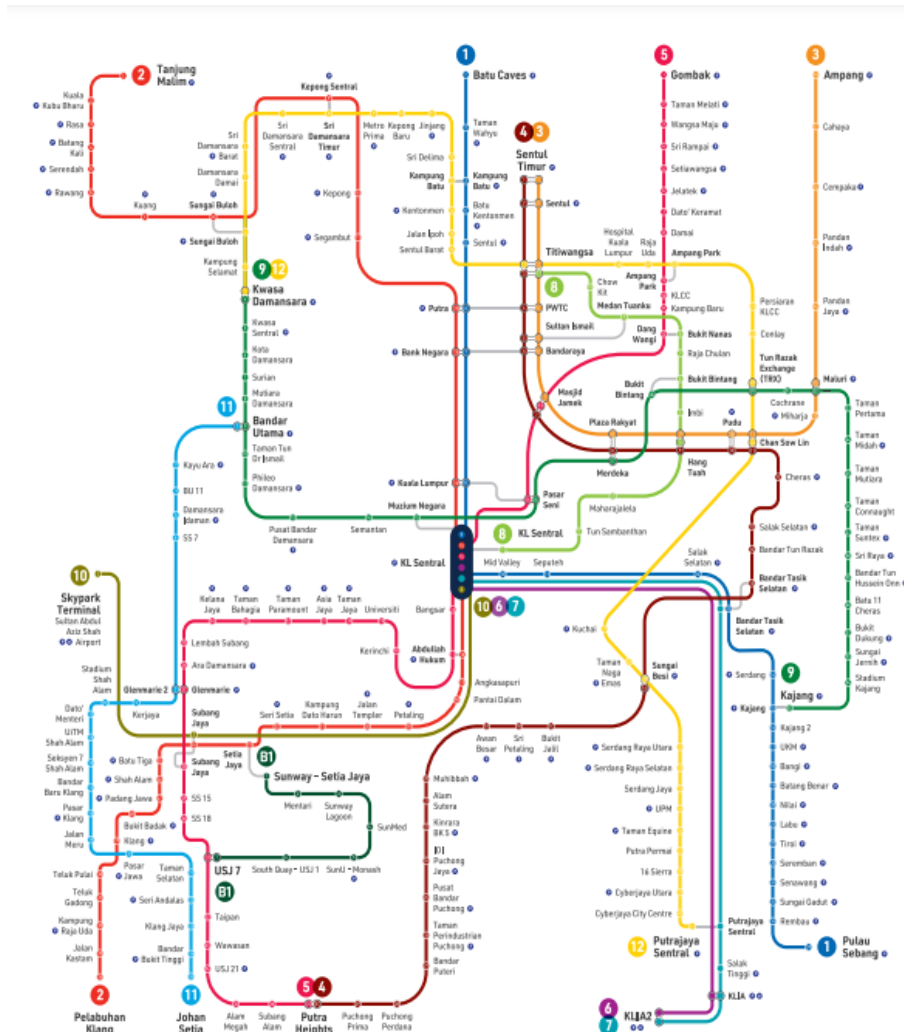 2
Tanjung
Malim
Kuala
Kubu Bharu
Rasa
Batang
Kali
Serendah
Rawang
Kuang
Sungai Buloh
Kepong Sentral
Sri
Damansara
Barat
Damansara
Damai
Sri
Damansara
Sentral
Sri
Damansara
Timur
Metro
Prima
Kepong
Baru
Jinjang
Sri Delima
Kampung
Batu
Kentonmen
Jalan Ipoh
Sentul Barat
Kepong
Segambut
Sungai Buloh
Kampung
Selamat
9
12
Kwasa
Damansara
Kwasa
Sentral
Kota
Damansara
Surian
Mutiara
Damansara
11
Bandar
Utama
Taman Tun
Dr Ismail
Phileo
Damansara
Pusat Bandar
Damansara
Semantan
Muzium Negara
1
Batu Caves
Taman
Wahyu
Kampung
Batu
Batu
Kentonmen
Sentul
Putra
Bank Negara
Kuala Lumpur
KL Sentral
4
3
Sentul
Timur
Sentul
Titiwangsa
PWTC
Sultan Ismail
Bandaraya
8
Chow
Kit
Medan Tuanku
Hospital
Kuala
Lumpur
Raja
Uda
Ampang Park
5
Gombak
Taman Melati
Wangsa Maju
Sri Rampai
Setiawangsa
Jelatek
Dato' Keramat
Damai
Ampang
Park
KLCC
Kampung Baru
Dang
Wangi
Bukit Nanas
Raja Chulan
Bukit Bintang
Bukit
Bintang
Imbi
Masjid
Jamek
Plaza Rakyat
Merdeka
Hang
Tuah
Pudu
Chan Sow Lin
Pasar
Seni
Maharajalela
Tun Sambanthan
8
KL Sentral
3
Ampang
Cahaya
Cempaka
Pandan
Indah
Pandan
Jaya
Maluri
Persiaran
KLCC
Conlay
Tun Razak
Exchange
(TRX)
Cochrane
Miharja
Taman
Pertama
Taman
Midah
Taman
Mutiara
Taman
Connaught
Taman
Suntex
Sri Raya
Bandar Tun
Hussein Onn
Batu 11
Cheras
Bukit
Dukung
Sungai
Jernih
Stadium
Kajang
Cheras
Salak Selatan
Bandar Tun Razak
Bandar Tasik
Selatan
Mid Valley
Seputeh
Salak
Selatan
Bandar Tasik
Selatan
Serdang
9
Kajang
Kajang
Kajang 2
UKM
Bangi
Batang Benar
Nilai
Labu
Tiroi
Seremban
Senawang
Sungai Gadut
Rembau
1
Pulau
Sebang
Kayu Ara
BU 11
Damansara
Idaman
SS 7
10
Skypark
Terminal
Sultan Abdul
Aziz Shah
Airport
Kelana
Jaya
Taman
Bahagia
Taman
Paramount
Asia
Jaya
Taman
Jaya
Universiti
Kerinchi
Bangsar
Abdullah
Hukum
10
6
7
Angkasapuri
Pantai Dalam
Lembah Subang
Ara Damansara
Glenmarie 2
Glenmarie
Kerjaya
Stadium
Shah
Alam
Dato'
Menteri
UiTM
Shah Alam
Seksyen 7
Shah Alam
Bandar
Baru Klang
Pasar
Klang
Jalan
Meru
Subang
Jaya
Seri Setia
Kampung
Dato Harun
Jalan
Templer
Petaling
Setia
Jaya
Subang
Jaya
Batu Tiga
Shah Alam
Padang Jawa
Bukit Badak
Klang
Teluk Pulai
Teluk
Gadong
Kampung
Raja Uda
Jalan
Kastam
2
Pelabuhan
Klang
Pasar
Jawa
Taman
Selatan
Seri Andalas
Klang Jaya
Bandar
Bukit Tinggi
11
Johan
Setia
B1
Sunway - Setia Jaya
Mentari
Sunway
Lagoon
SunMed
SunU - Monash
South Quay - USJ 1
USJ 7
B1
SS 15
SS 18
Taipan
Wawasan
USJ 21
Alam
Megah
Subang
Alam
5
4
Putra
Heights
Puchong
Prima
Puchong
Perdana
Awan
Besar
Sri
Petaling
Bukit
Jalil
Muhibbah
Alam
Sutera
Kinrara
BK5
IOI
Puchong
Jaya
Pusat
Bandar
Puchong
Taman
Perindustrian
Puchong
Bandar
Puteri
Kuchai
Taman
Naga
Emas
Sungai
Besi
Serdang Raya Utara
Serdang Raya Selatan
Serdang Jaya
UPM
Taman Equine
Putra Permai
16 Sierra
Cyberjaya Utara
Cyberjaya City Centre
12
Putrajaya
Sentral
Putrajaya
Sentral
Salak
Tinggi
KLIA
6
7
KLIA2